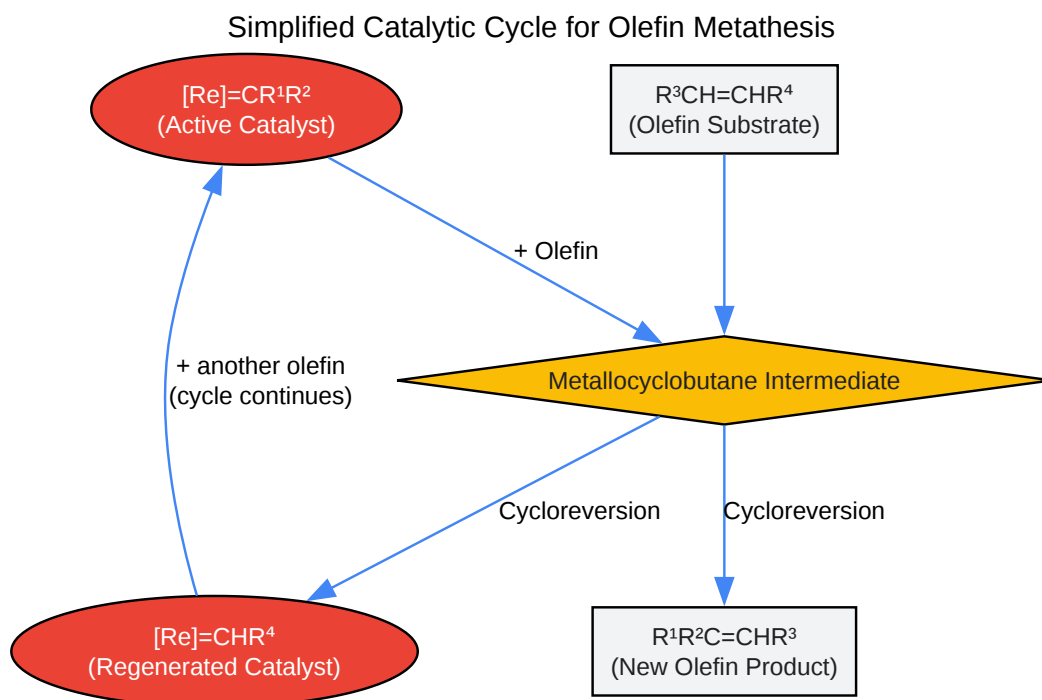 Simplified Catalytic Cycle for Olefin Metathesis
[Re]=CR¹R²
(Active Catalyst)
R³CH=CHR⁴
(Olefin Substrate)
+ Olefin
+ another olefin
(cycle continues)
Metallocyclobutane Intermediate
Cycloreversion
Cycloreversion
[Re]=CHR⁴
(Regenerated Catalyst)
R¹R²C=CHR³
(New Olefin Product)